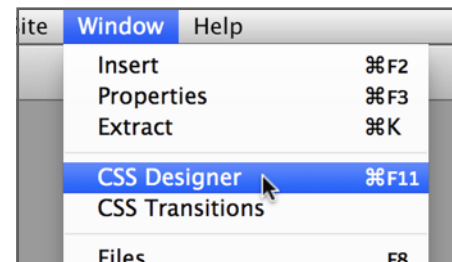 ite Window Help
Insert ⌘F2
Properties ⌘F3
Extract ⌘K
CSS Designer ⌘F11
CSS Transitions
Files F8